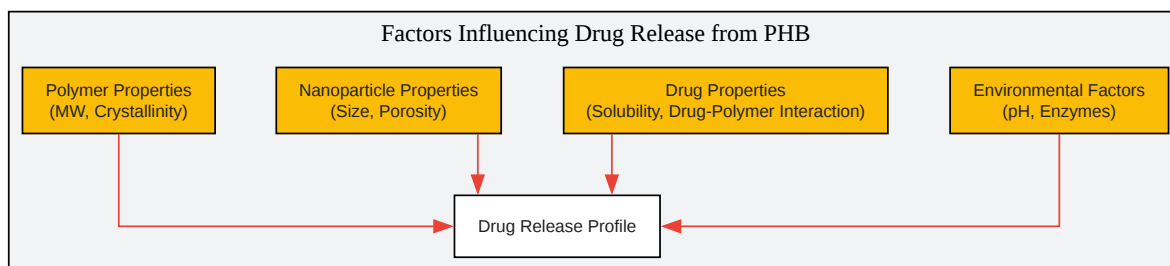 Factors Influencing Drug Release from PHB
Polymer Properties
(MW, Crystallinity)
Nanoparticle Properties
(Size, Porosity)
Drug Properties
(Solubility, Drug-Polymer Interaction)
Environmental Factors
(pH, Enzymes)
Drug Release Profile